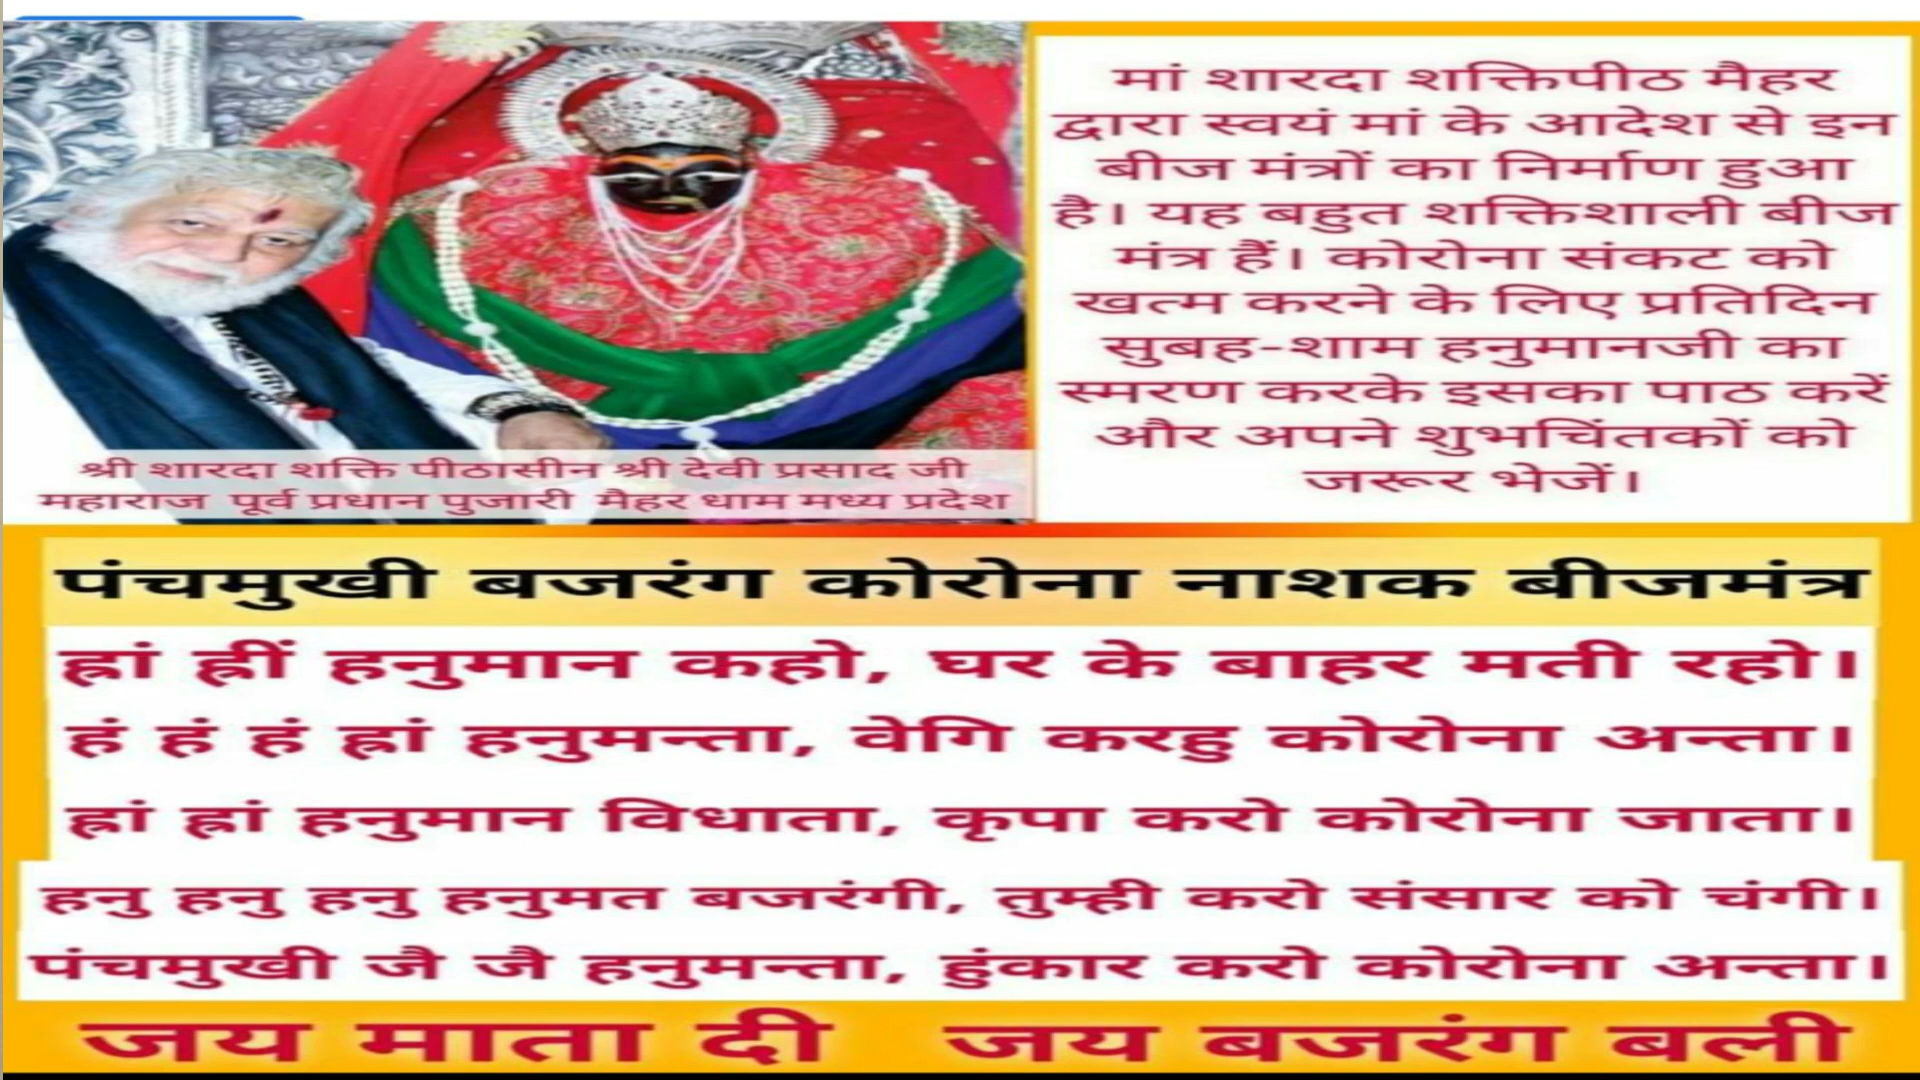 मां शारदा शक्तिपीठ मैहर
द्वारा स्वयं मां के आदेश से इन
बीज मंत्रों का निर्माण हुआ
है। यह बहुत शक्तिशाली बीज
मंत्र हैं। कोरोना संकट को
खत्म करने के लिए प्रतिदिन
सुबह-शाम हनुमानजी का
स्मरण करके इसका पाठ करें
और अपने शुभचिंतकों को
जरूर भेजें।
श्री शारदा शक्ति पीठासीन श्री देवी प्रसाद जी
महाराज पूर्व प्रधान पुजारी मैहर धाम मध्य प्रदेश
पंचमुखी बजरंग कोरोना नाशक बीजमंत्र
ह्रां ह्रीं हनुमान कहो, घर के बाहर मती रहो।
हं हं हं ह्रां हनुमन्ता, वेगि करहु कोरोना अन्ता।
ह्रां ह्रां हनुमान विधाता, कृपा करो कोरोना जाता।
हनु हनु हनु हनुमत बजरंगी, तुम्ही करो संसार को चंगी।
पंचमुखी जै जै हनुमन्ता, हुंकार करो कोरोना अन्ता।
जय माता दी जय बजरंग बली